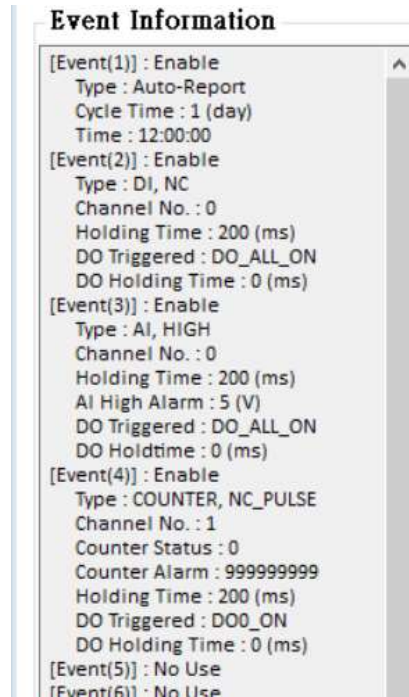 Event Information
[Event(1)] : Enable
Type : Auto-Report
Cycle Time : 1 (day)
Time : 12:00:00
[Event(2)] : Enable
Type : DI, NC
Channel No. : 0
Holding Time : 200 (ms)
DO Triggered : DO_ALL_ON
DO Holding Time : 0 (ms)
[Event(3)] : Enable
Type : AI, HIGH
Channel No. : 0
Holding Time : 200 (ms)
AI High Alarm : 5 (V)
DO Triggered : DO_ALL_ON
DO Holdtime : 0 (ms)
[Event(4)] : Enable
Type : COUNTER, NC_PULSE
Channel No. : 1
Counter Status : 0
Counter Alarm : 999999999
Holding Time : 200 (ms)
DO Triggered : DO0_ON
DO Holding Time : 0 (ms)
[Event(5)] : No Use
[Event(6)] : No Use